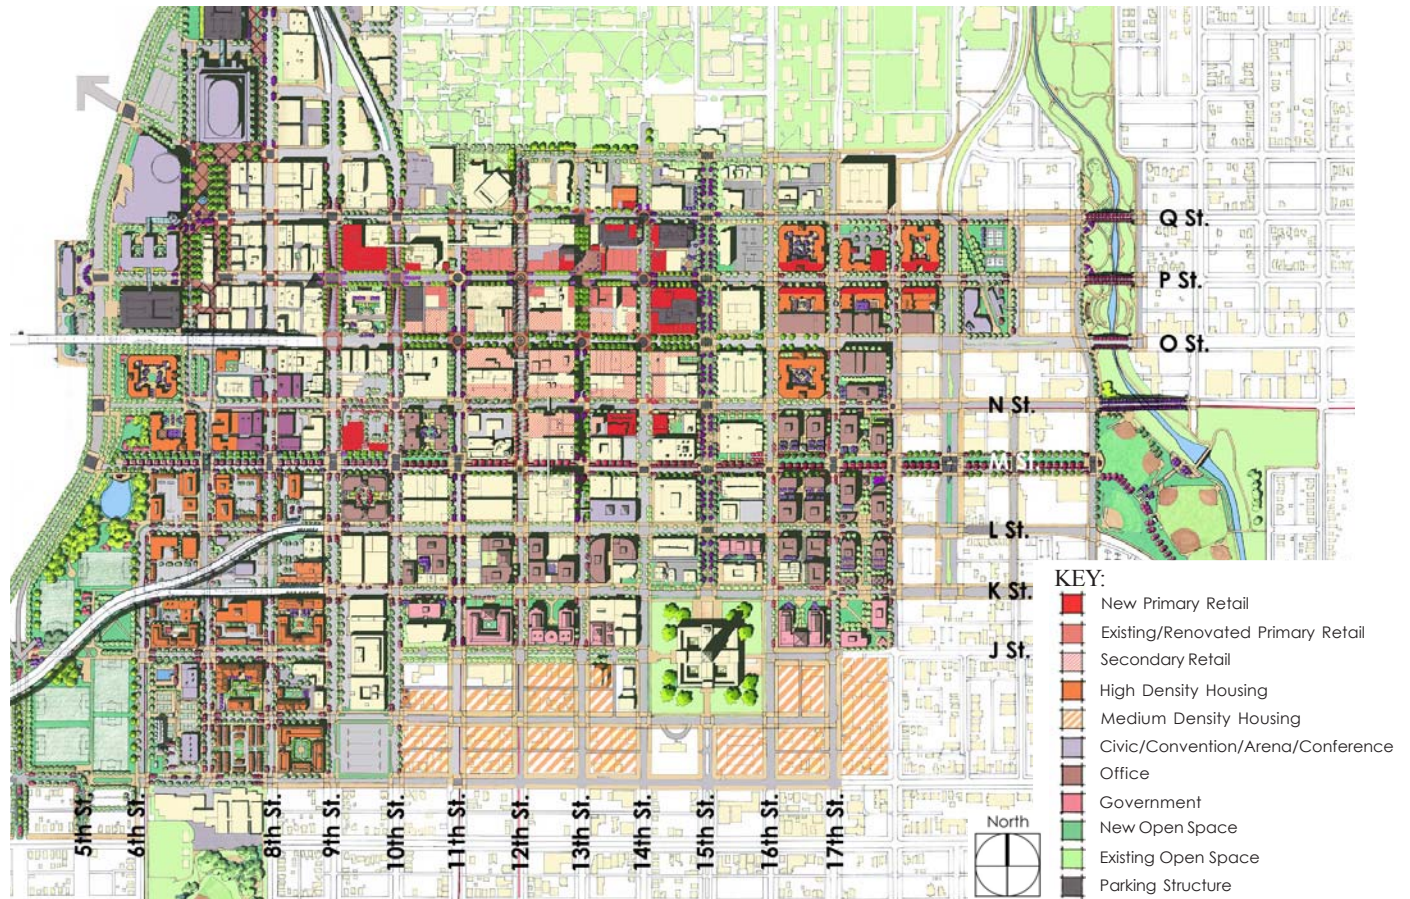 Q St.
P St.
O St.
N St.
M St.
L St.
K St.
J St.
KEY:
New Primary Retail
Existing/Renovated Primary Retail
Secondary Retail
High Density Housing
Medium Density Housing
Civic/Convention/Arena/Conference
Office
Government
New Open Space
Existing Open Space
Parking Structure
North
5th St.
6th St.
8th St.
9th St.
10th St.
11th St.
12th St.
13th St.
14th St.
15th St.
16th St.
17th St.